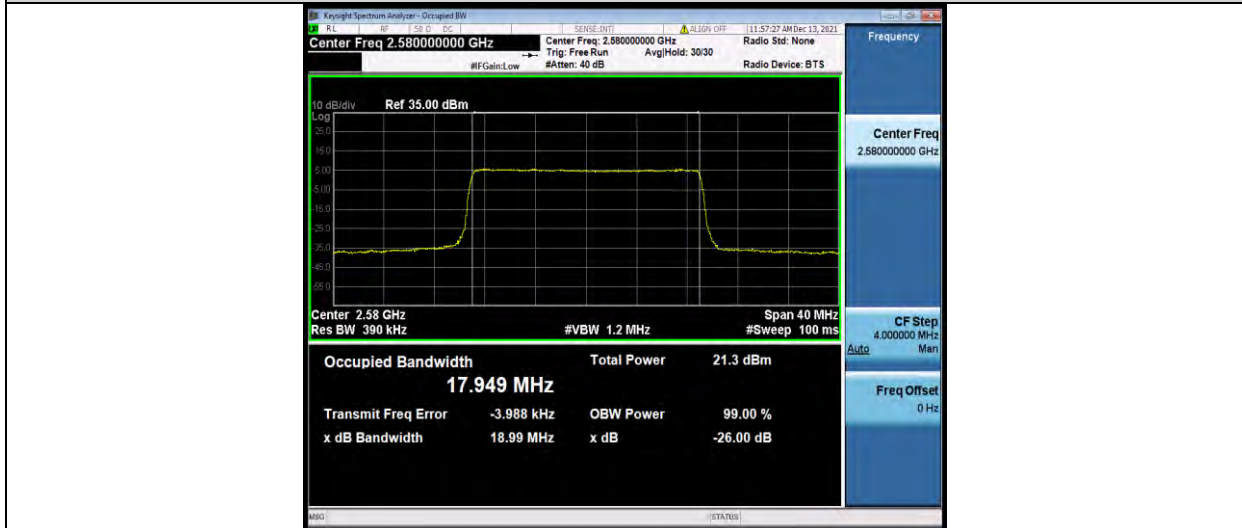 Keysight Spectrum Analyzer - Occupied BW
RL RF 50 Ω DC SENSE:INT ALIGN OFF 11:57:27 AM Dec 13, 2021
Center Freq 2.580000000 GHz
Center Freq: 2.580000000 GHz
Radio Std: None
Trig: Free Run Avg|Hold: 30/30
#IFGain:Low #Atten: 40 dB Radio Device: BTS
10 dB/div Ref 35.00 dBm
Log
25.0
15.0
5.00
-5.00
-15.0
-25.0
-35.0
-45.0
-55.0
Center 2.58 GHz Span 40 MHz
Res BW 390 kHz #VBW 1.2 MHz #Sweep 100 ms
Occupied Bandwidth Total Power 21.3 dBm
17.949 MHz
Transmit Freq Error -3.988 kHz OBW Power 99.00 %
x dB Bandwidth 18.99 MHz x dB -26.00 dB
MSG STATUS
Frequency
Center Freq
2.580000000 GHz
CF Step
4.000000 MHz
Auto Man
Freq Offset
0 Hz